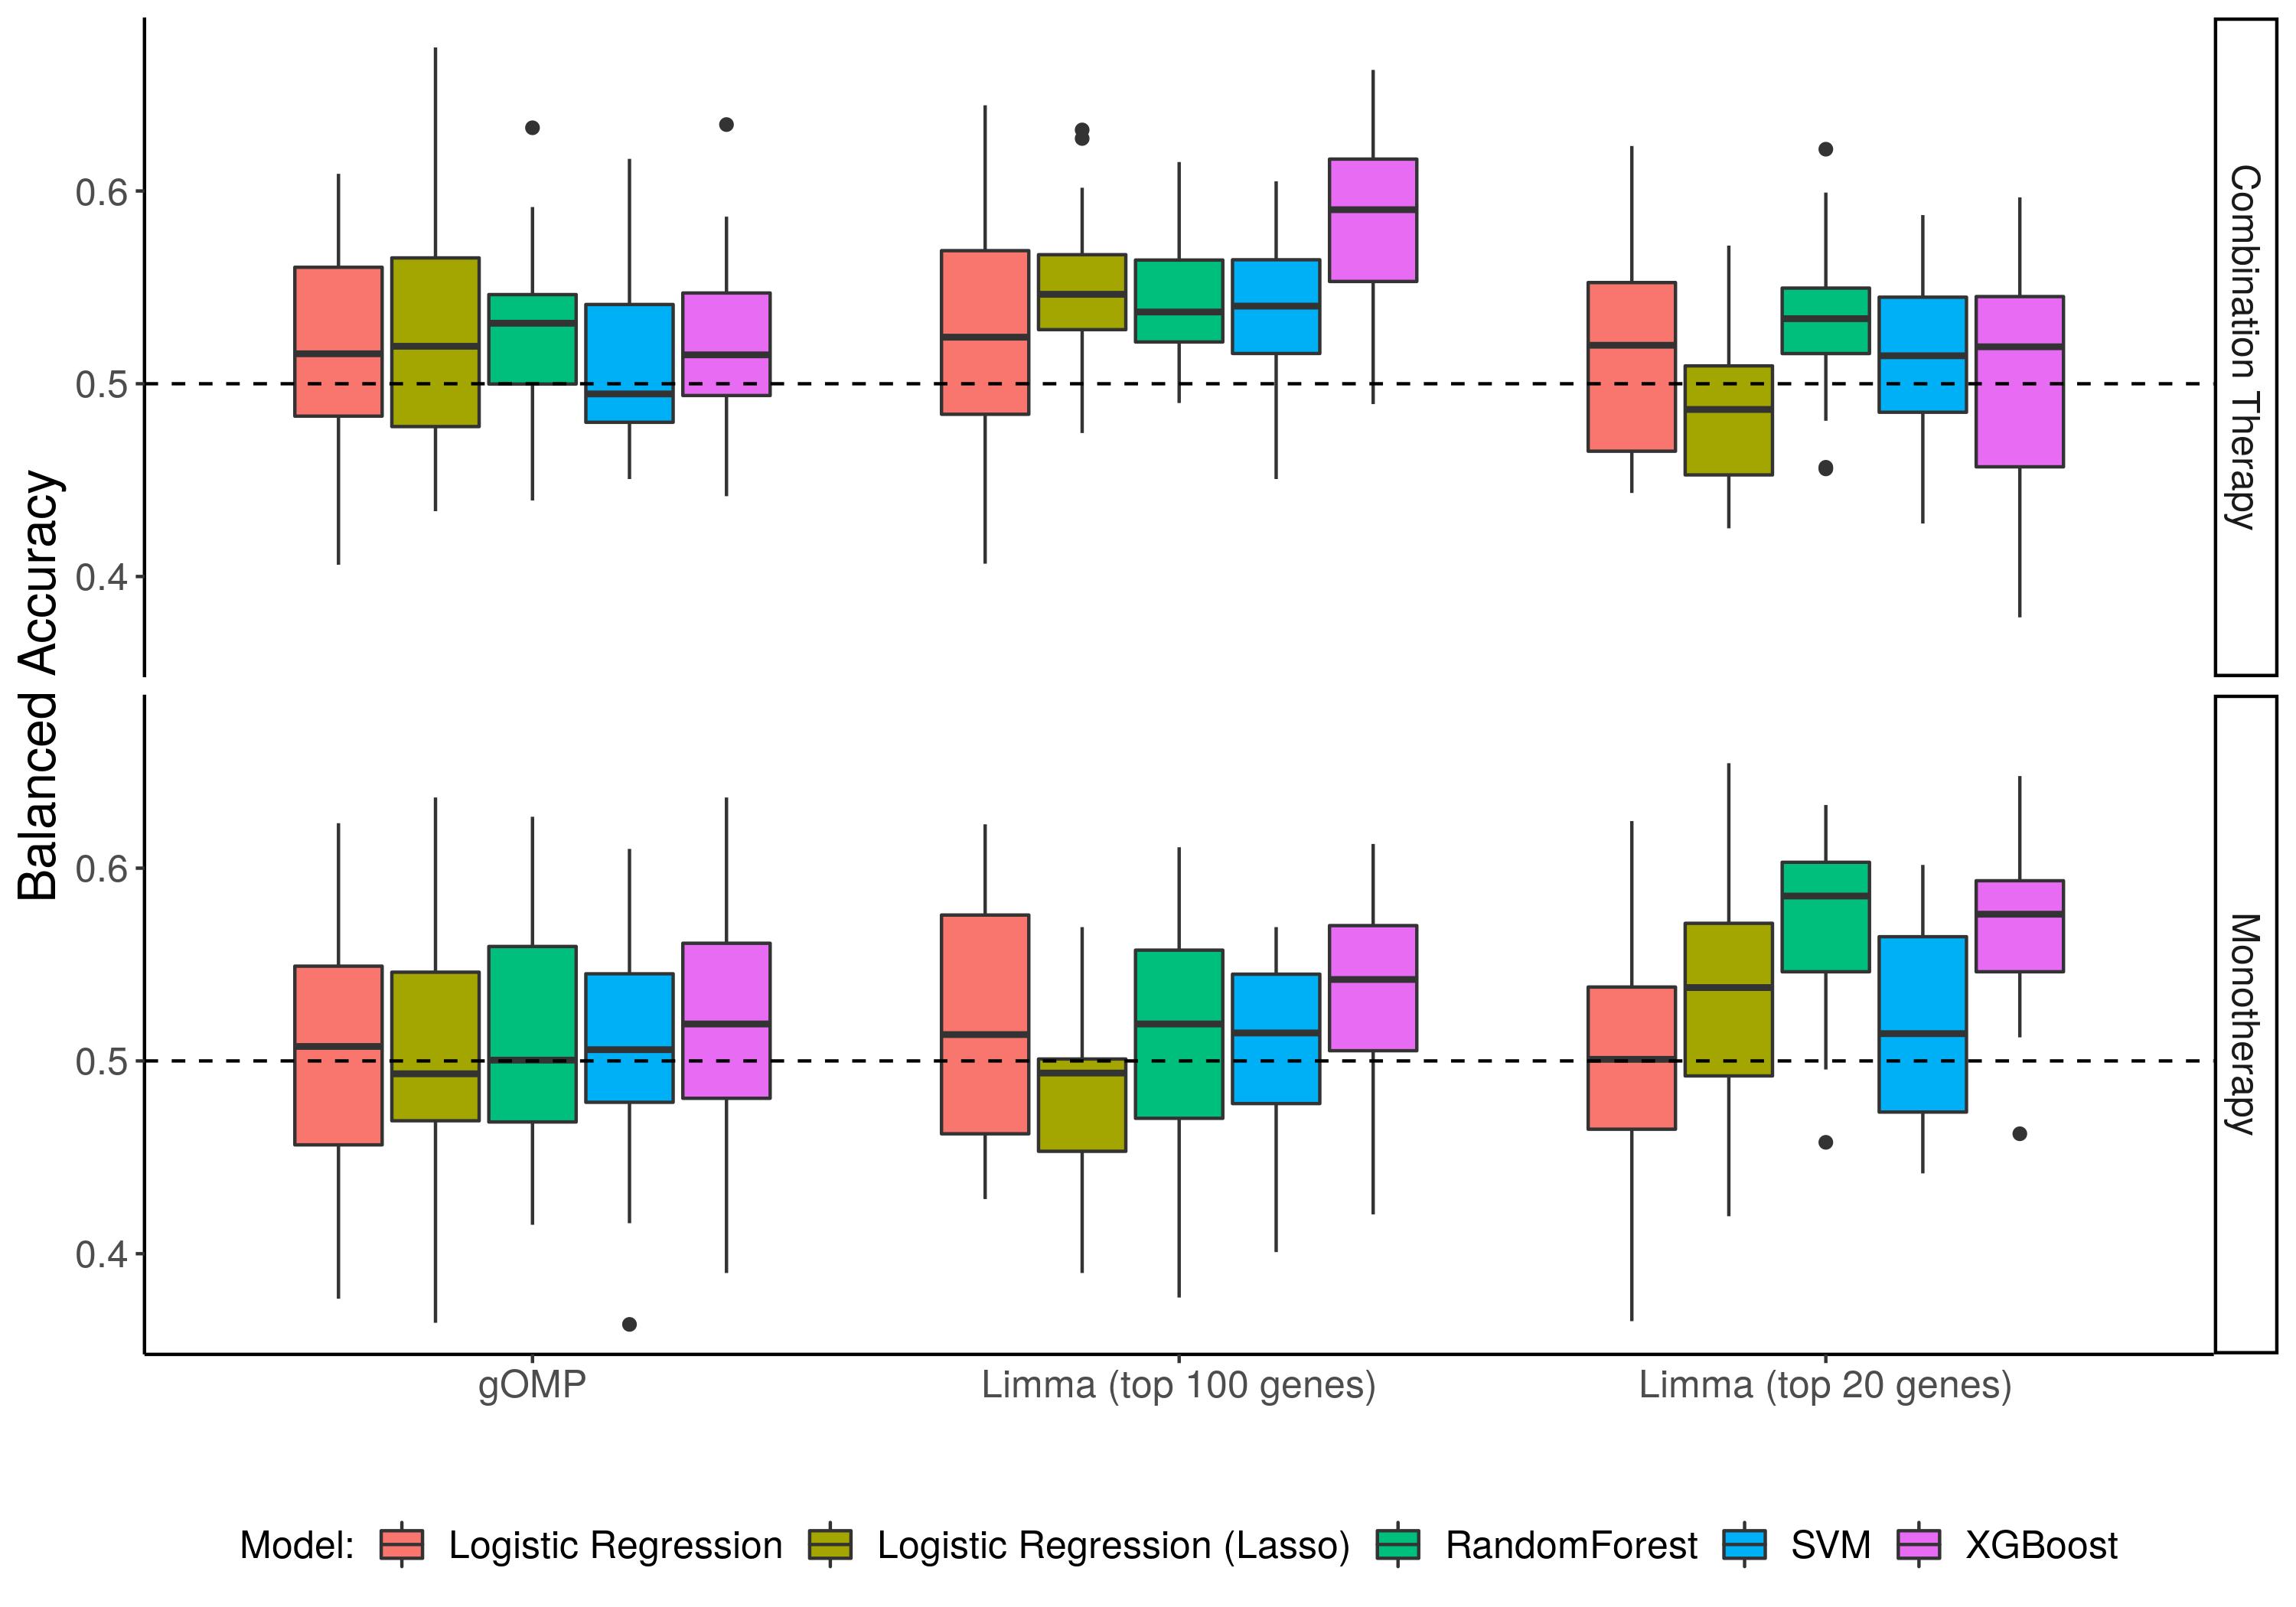 Balanced Accuracy
0.6
0.5
0.4
Combination Therapy
0.6
0.5
0.4
Monotherapy
gOMP
Limma (top 100 genes)
Limma (top 20 genes)
Model: Logistic Regression Logistic Regression (Lasso) RandomForest SVM XGBoost